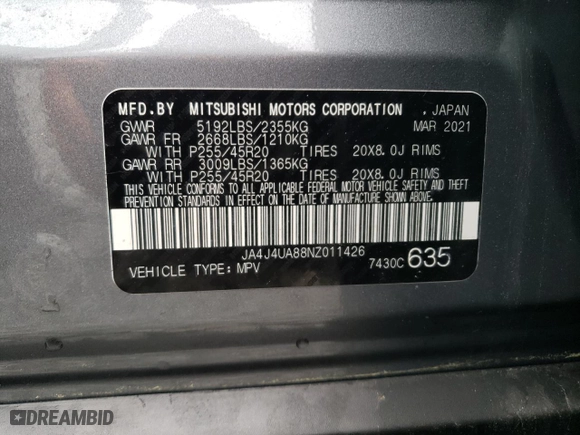 MFD.BY MITSUBISHI MOTORS CORPORATION . JAPAN
GVWR 5192LBS/2355KG MAR 2021
GAWR FR 2668LBS/1210KG
WITH P255/45R20 TIRES 20X8.0J RIMS
GAWR RR 3009LBS/1365KG
WITH P255/45R20 TIRES 20X8.0J RIMS
THIS VEHICLE CONFORMS TO ALL APPLICABLE FEDERAL MOTOR VEHICLE SAFETY AND THEFT
PREVENTION STANDARDS IN EFFECT ON THE DATE OF MANUFACTURE SHOWN ABOVE.
JA4J4UA88NZ011426
VEHICLE TYPE:MPV 7430C 635
DREAMBID